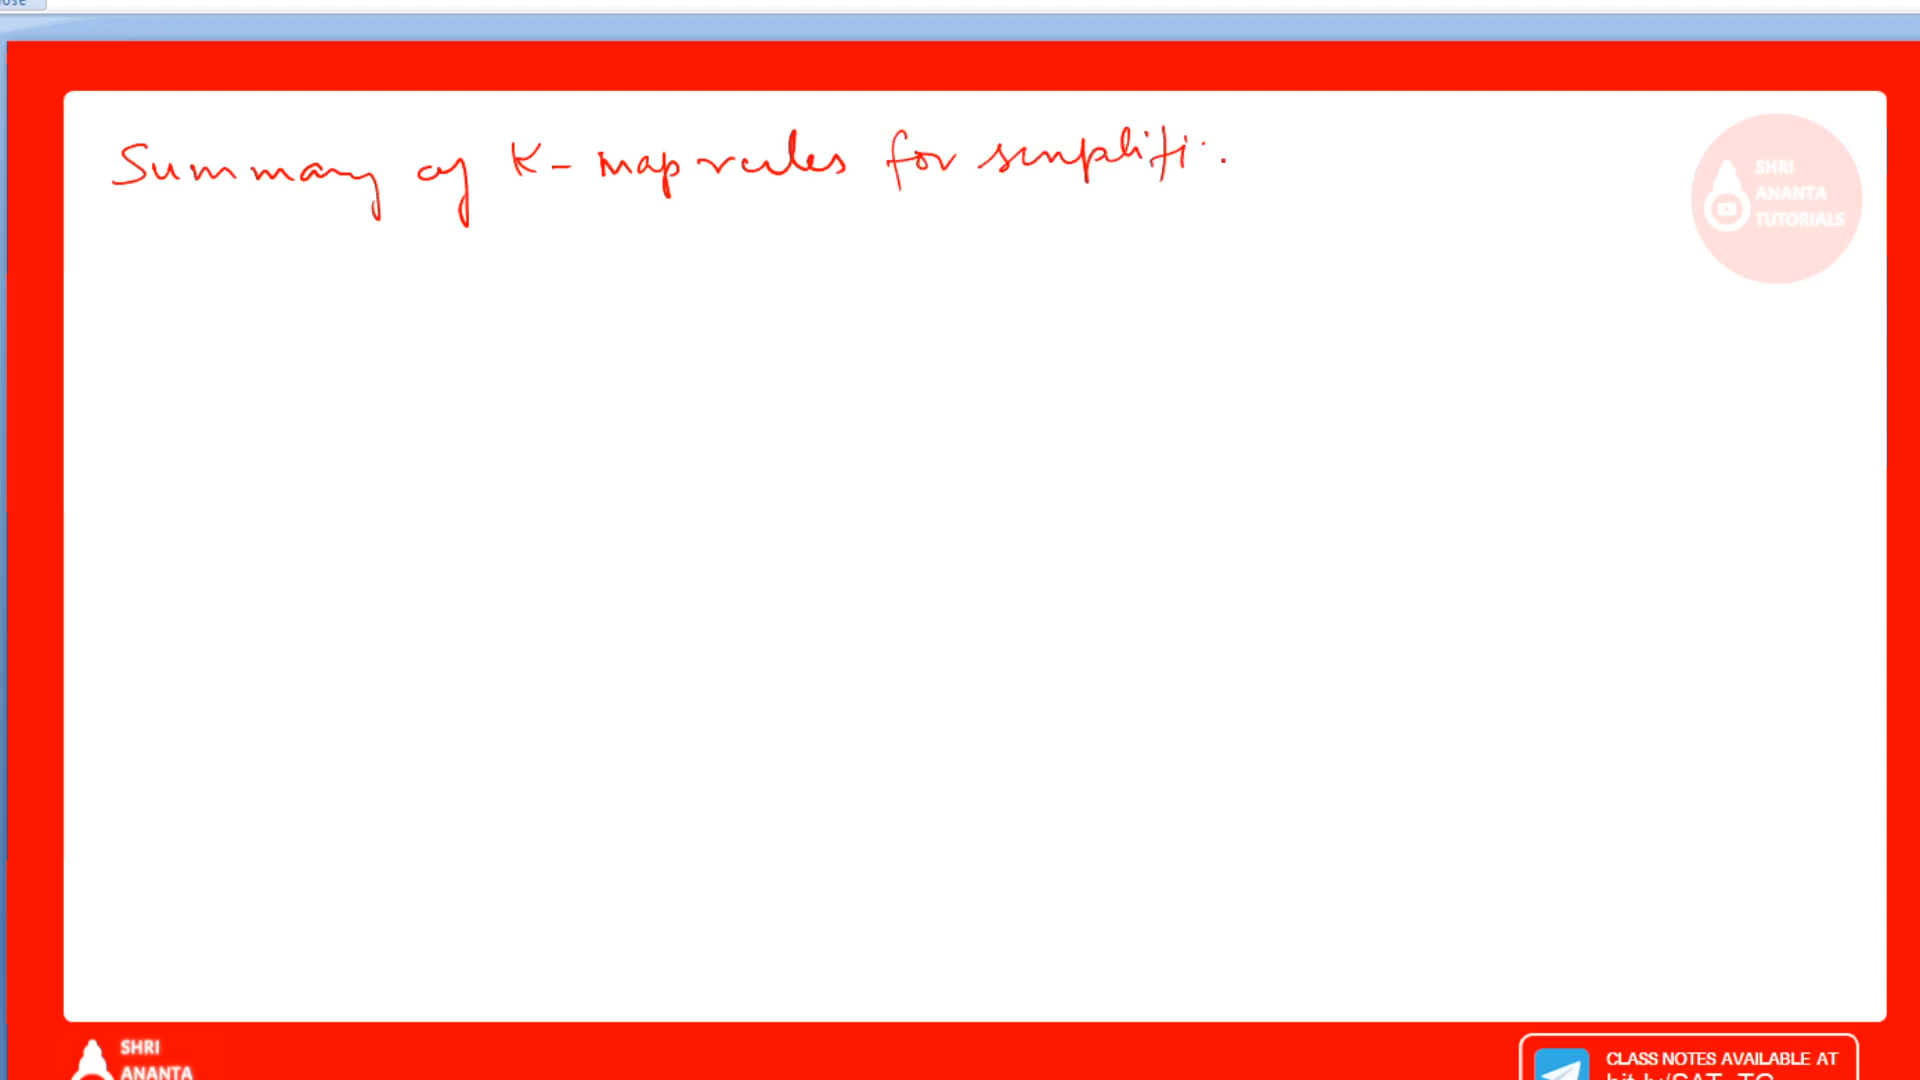 Summary of K-map rules for simplifi.
SHRI
ANANTA
TUTORIALS
SHRI
ANANTA
CLASS NOTES AVAILABLE AT